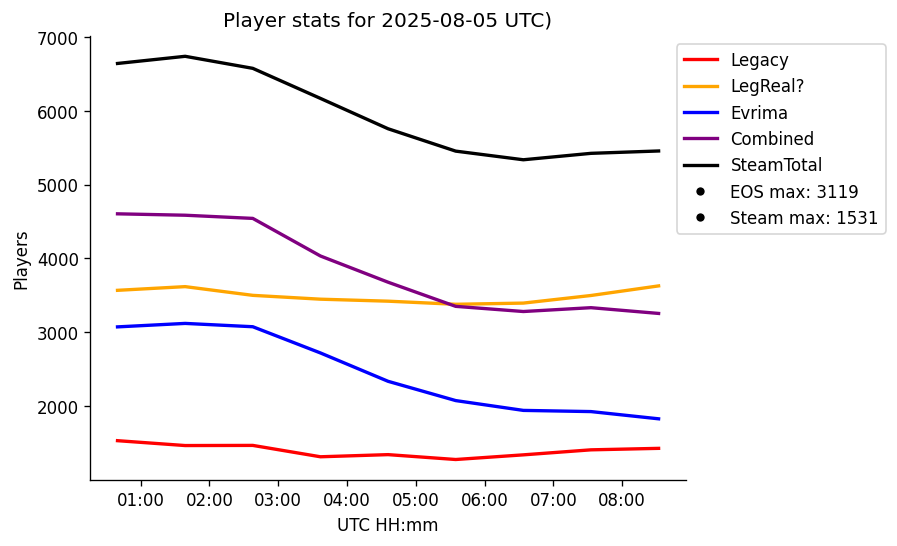 Player stats for 2025-08-05 UTC)
7000
6000
5000
4000
3000
2000
Players
01:00 02:00 03:00 04:00 05:00 06:00 07:00 08:00
UTC HH:mm
Legacy
LegReal?
Evrima
Combined
SteamTotal
EOS max: 3119
Steam max: 1531